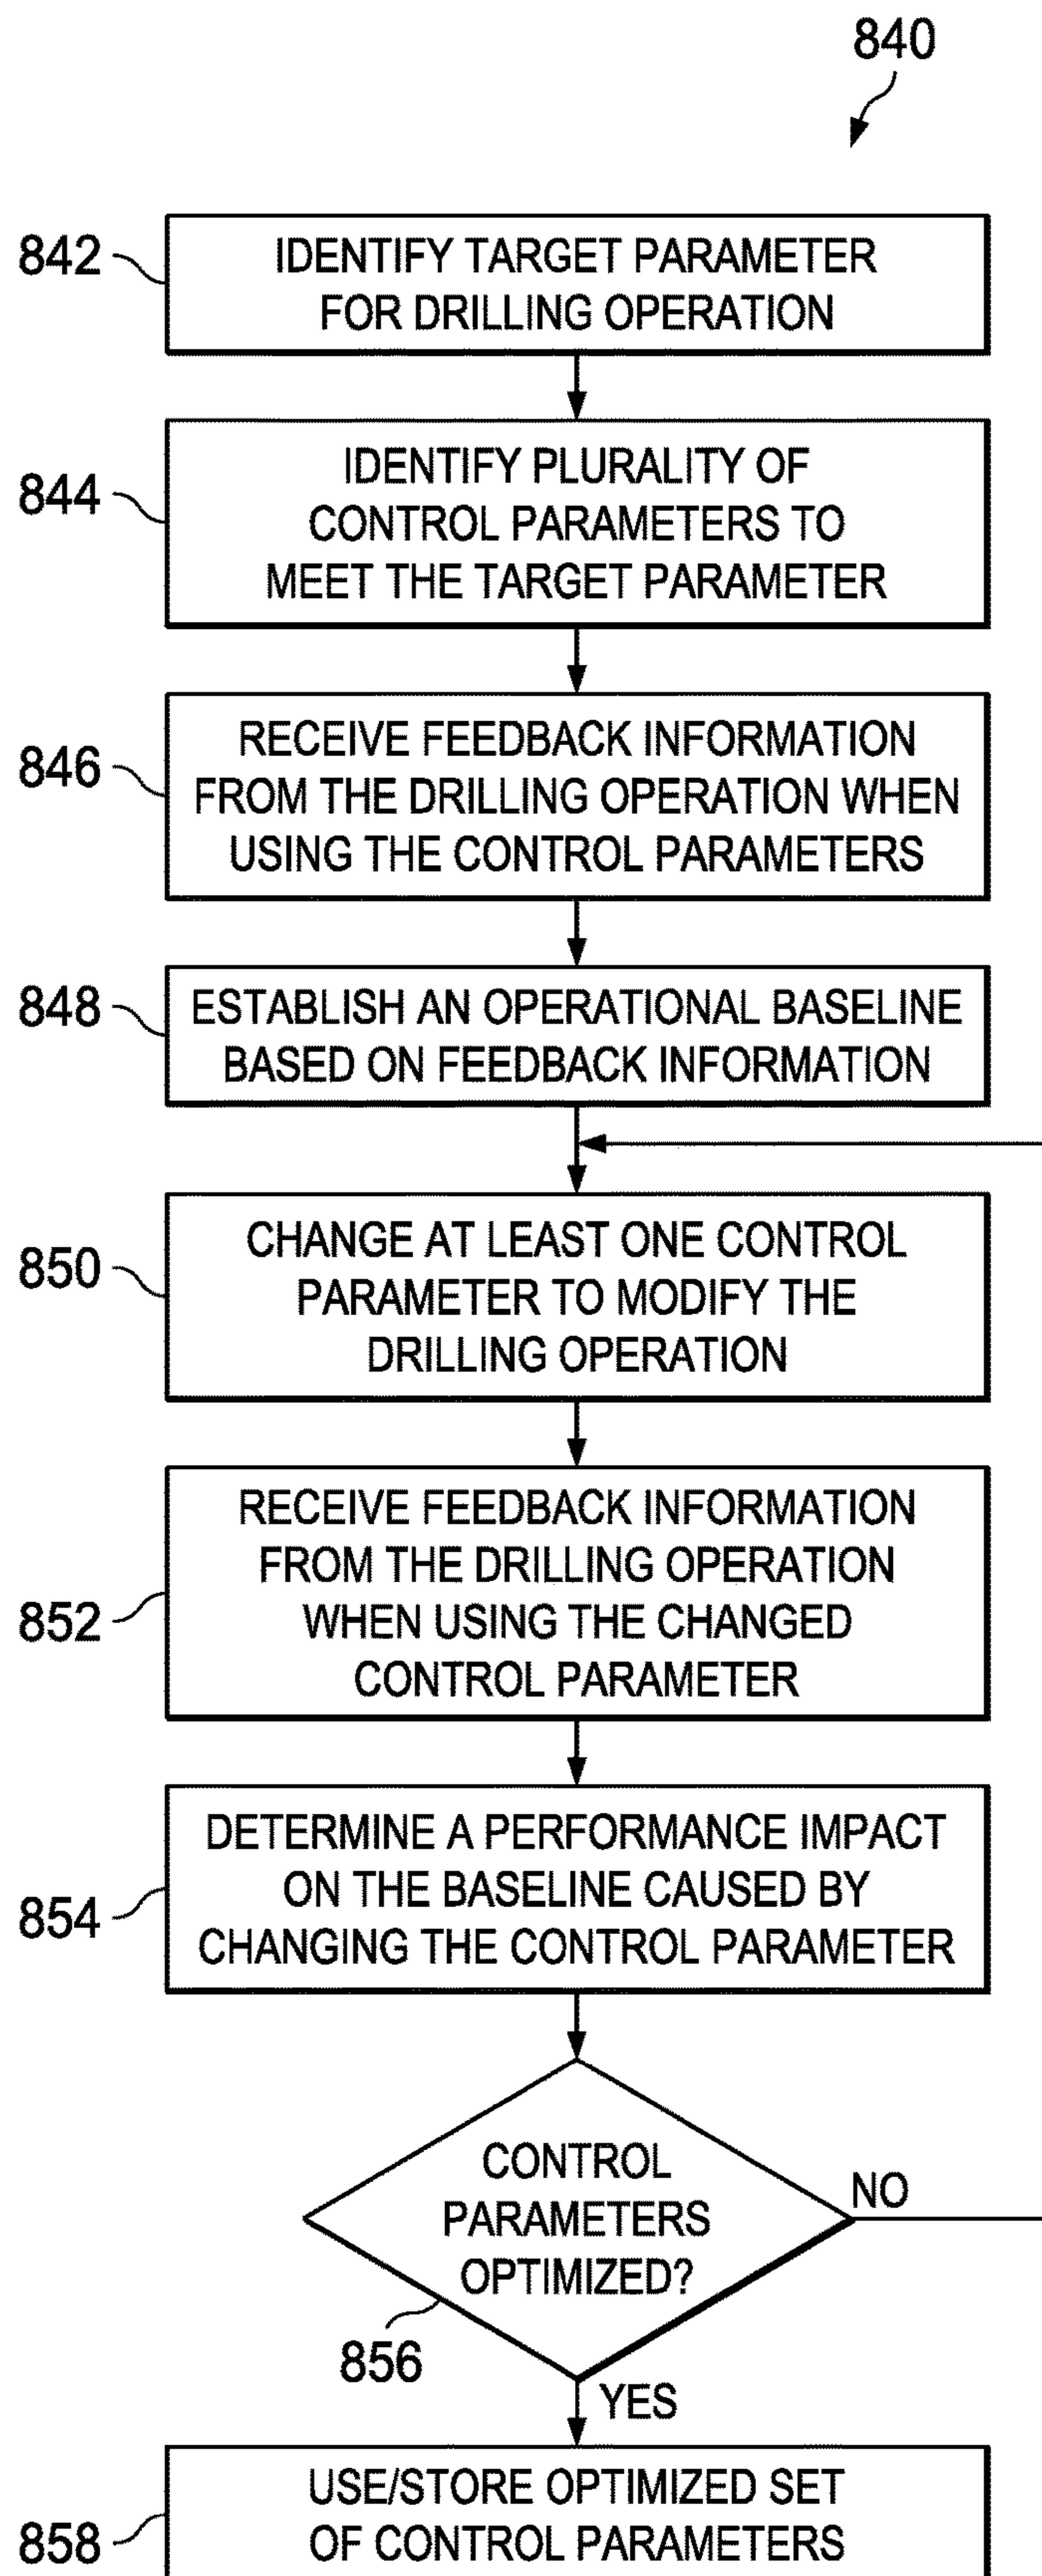 840
842
IDENTIFY TARGET PARAMETER
FOR DRILLING OPERATION
844
IDENTIFY PLURALITY OF
CONTROL PARAMETERS TO
MEET THE TARGET PARAMETER
846
RECEIVE FEEDBACK INFORMATION
FROM THE DRILLING OPERATION WHEN
USING THE CONTROL PARAMETERS
848
ESTABLISH AN OPERATIONAL BASELINE
BASED ON FEEDBACK INFORMATION
850
CHANGE AT LEAST ONE CONTROL
PARAMETER TO MODIFY THE
DRILLING OPERATION
852
RECEIVE FEEDBACK INFORMATION
FROM THE DRILLING OPERATION
WHEN USING THE CHANGED
CONTROL PARAMETER
854
DETERMINE A PERFORMANCE IMPACT
ON THE BASELINE CAUSED BY
CHANGING THE CONTROL PARAMETER
CONTROL
PARAMETERS
OPTIMIZED?
NO
856
YES
858
USE/STORE OPTIMIZED SET
OF CONTROL PARAMETERS